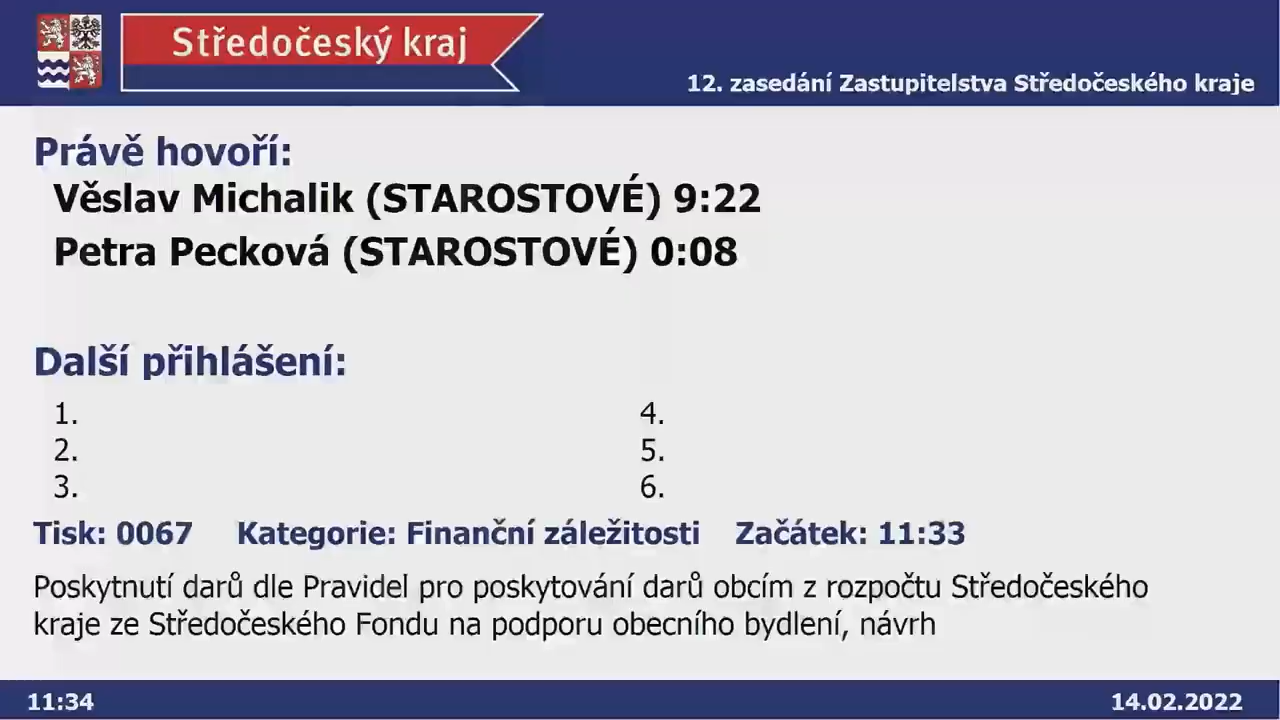 Středočeský kraj
12. zasedání Zastupitelstva Středočeského kraje
Právě hovoří:
Věslav Michalik (STAROSTOVÉ) 9:22
Petra Pecková (STAROSTOVÉ) 0:08
Další přihlášení:
1. 4.
2. 5.
3. 6.
Tisk: 0067 Kategorie: Finanční záležitosti Začátek: 11:33
Poskytnutí darů dle Pravidel pro poskytování darů obcím z rozpočtu Středočeského
kraje ze Středočeského Fondu na podporu obecního bydlení, návrh
11:34 14.02.2022